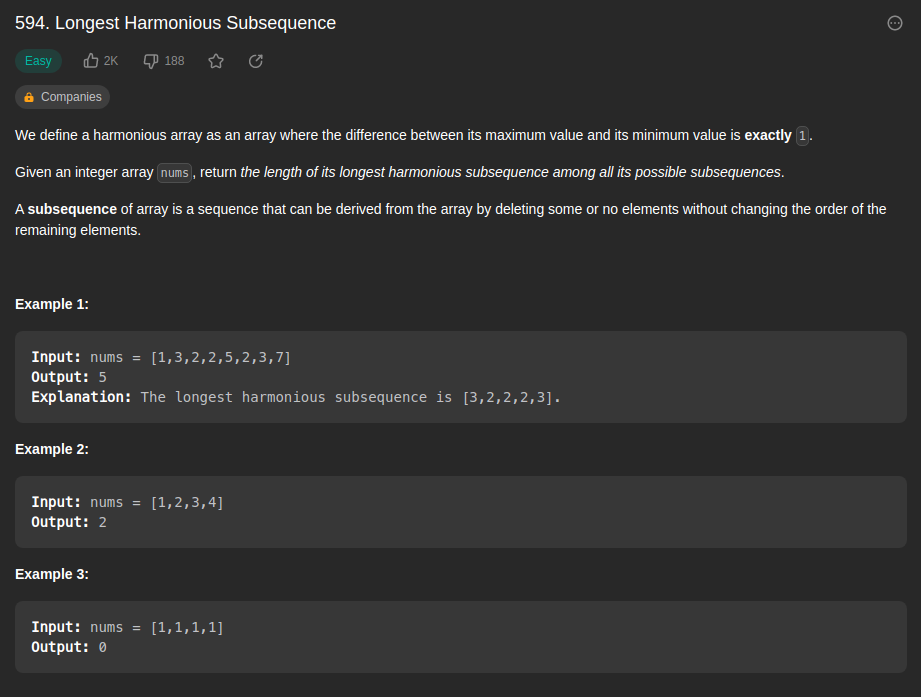 594. Longest Harmonious Subsequence
Easy 2K 188
Companies
We define a harmonious array as an array where the difference between its maximum value and its minimum value is exactly 1.
Given an integer array nums, return the length of its longest harmonious subsequence among all its possible subsequences.
A subsequence of array is a sequence that can be derived from the array by deleting some or no elements without changing the order of the
remaining elements.
Example 1:
Input: nums = [1,3,2,2,5,2,3,7]
Output: 5
Explanation: The longest harmonious subsequence is [3,2,2,2,3].
Example 2:
Input: nums = [1,2,3,4]
Output: 2
Example 3:
Input: nums = [1,1,1,1]
Output: 0